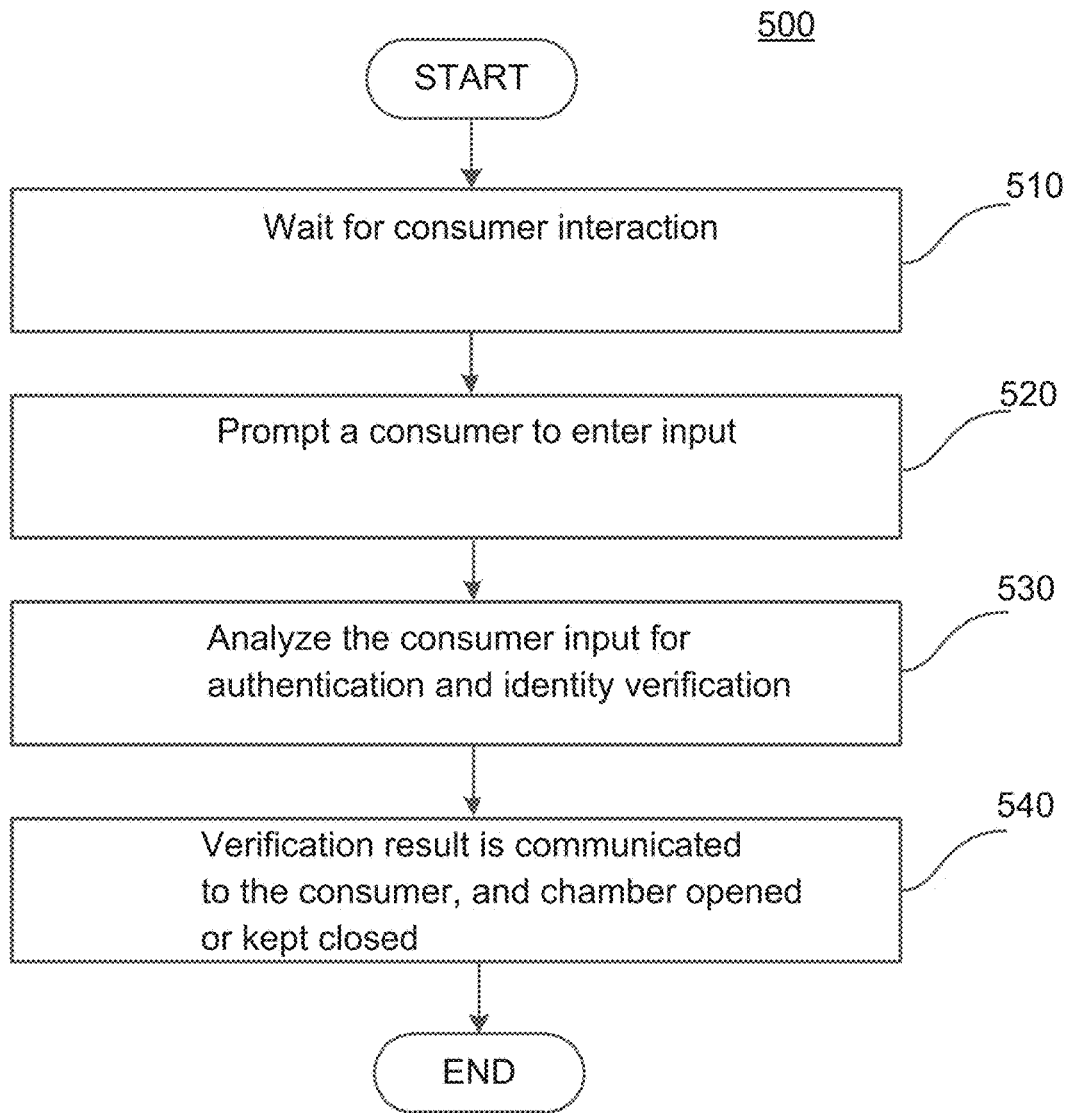 500
START
510
Wait for consumer interaction
520
Prompt a consumer to enter input
530
Analyze the consumer input for
authentication and identity verification
540
Verification result is communicated
to the consumer, and chamber opened
or kept closed
END